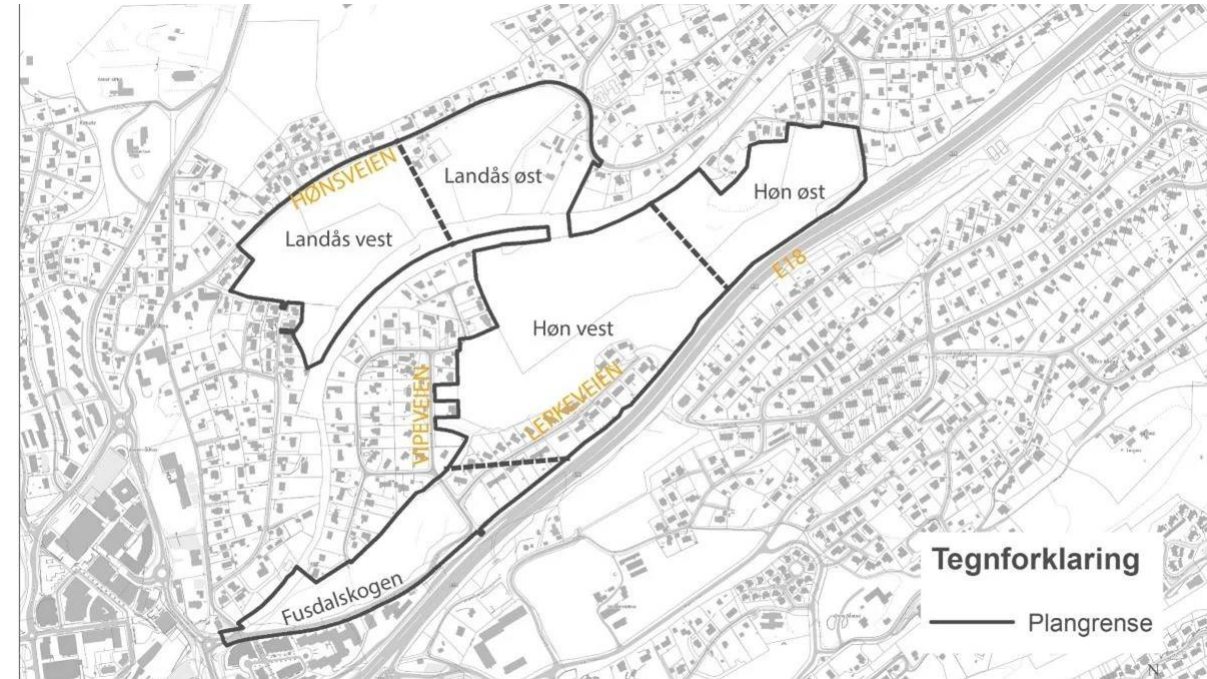 HØNSVEIEN
Landås øst
Landås vest
Høn øst
E18
Høn vest
VIPEVEIEN
LERKEVEIEN
Fusdalskogen
Tegnforklaring
Plangrense
N